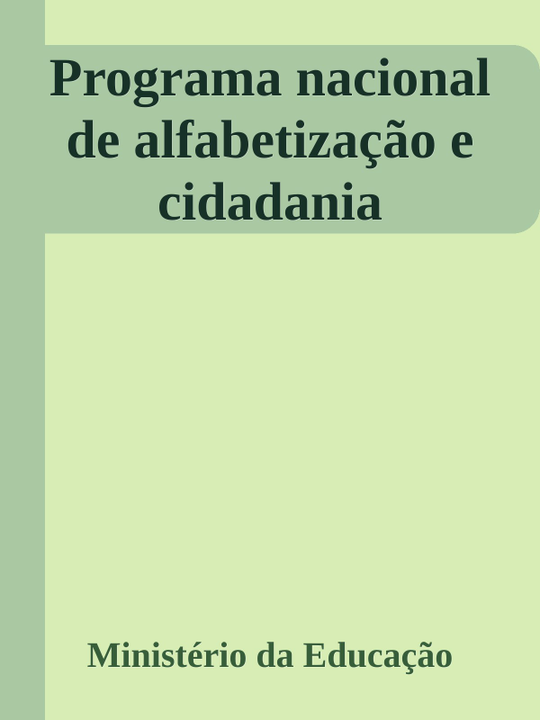 Programa nacional
de alfabetização e
cidadania
Ministério da Educação